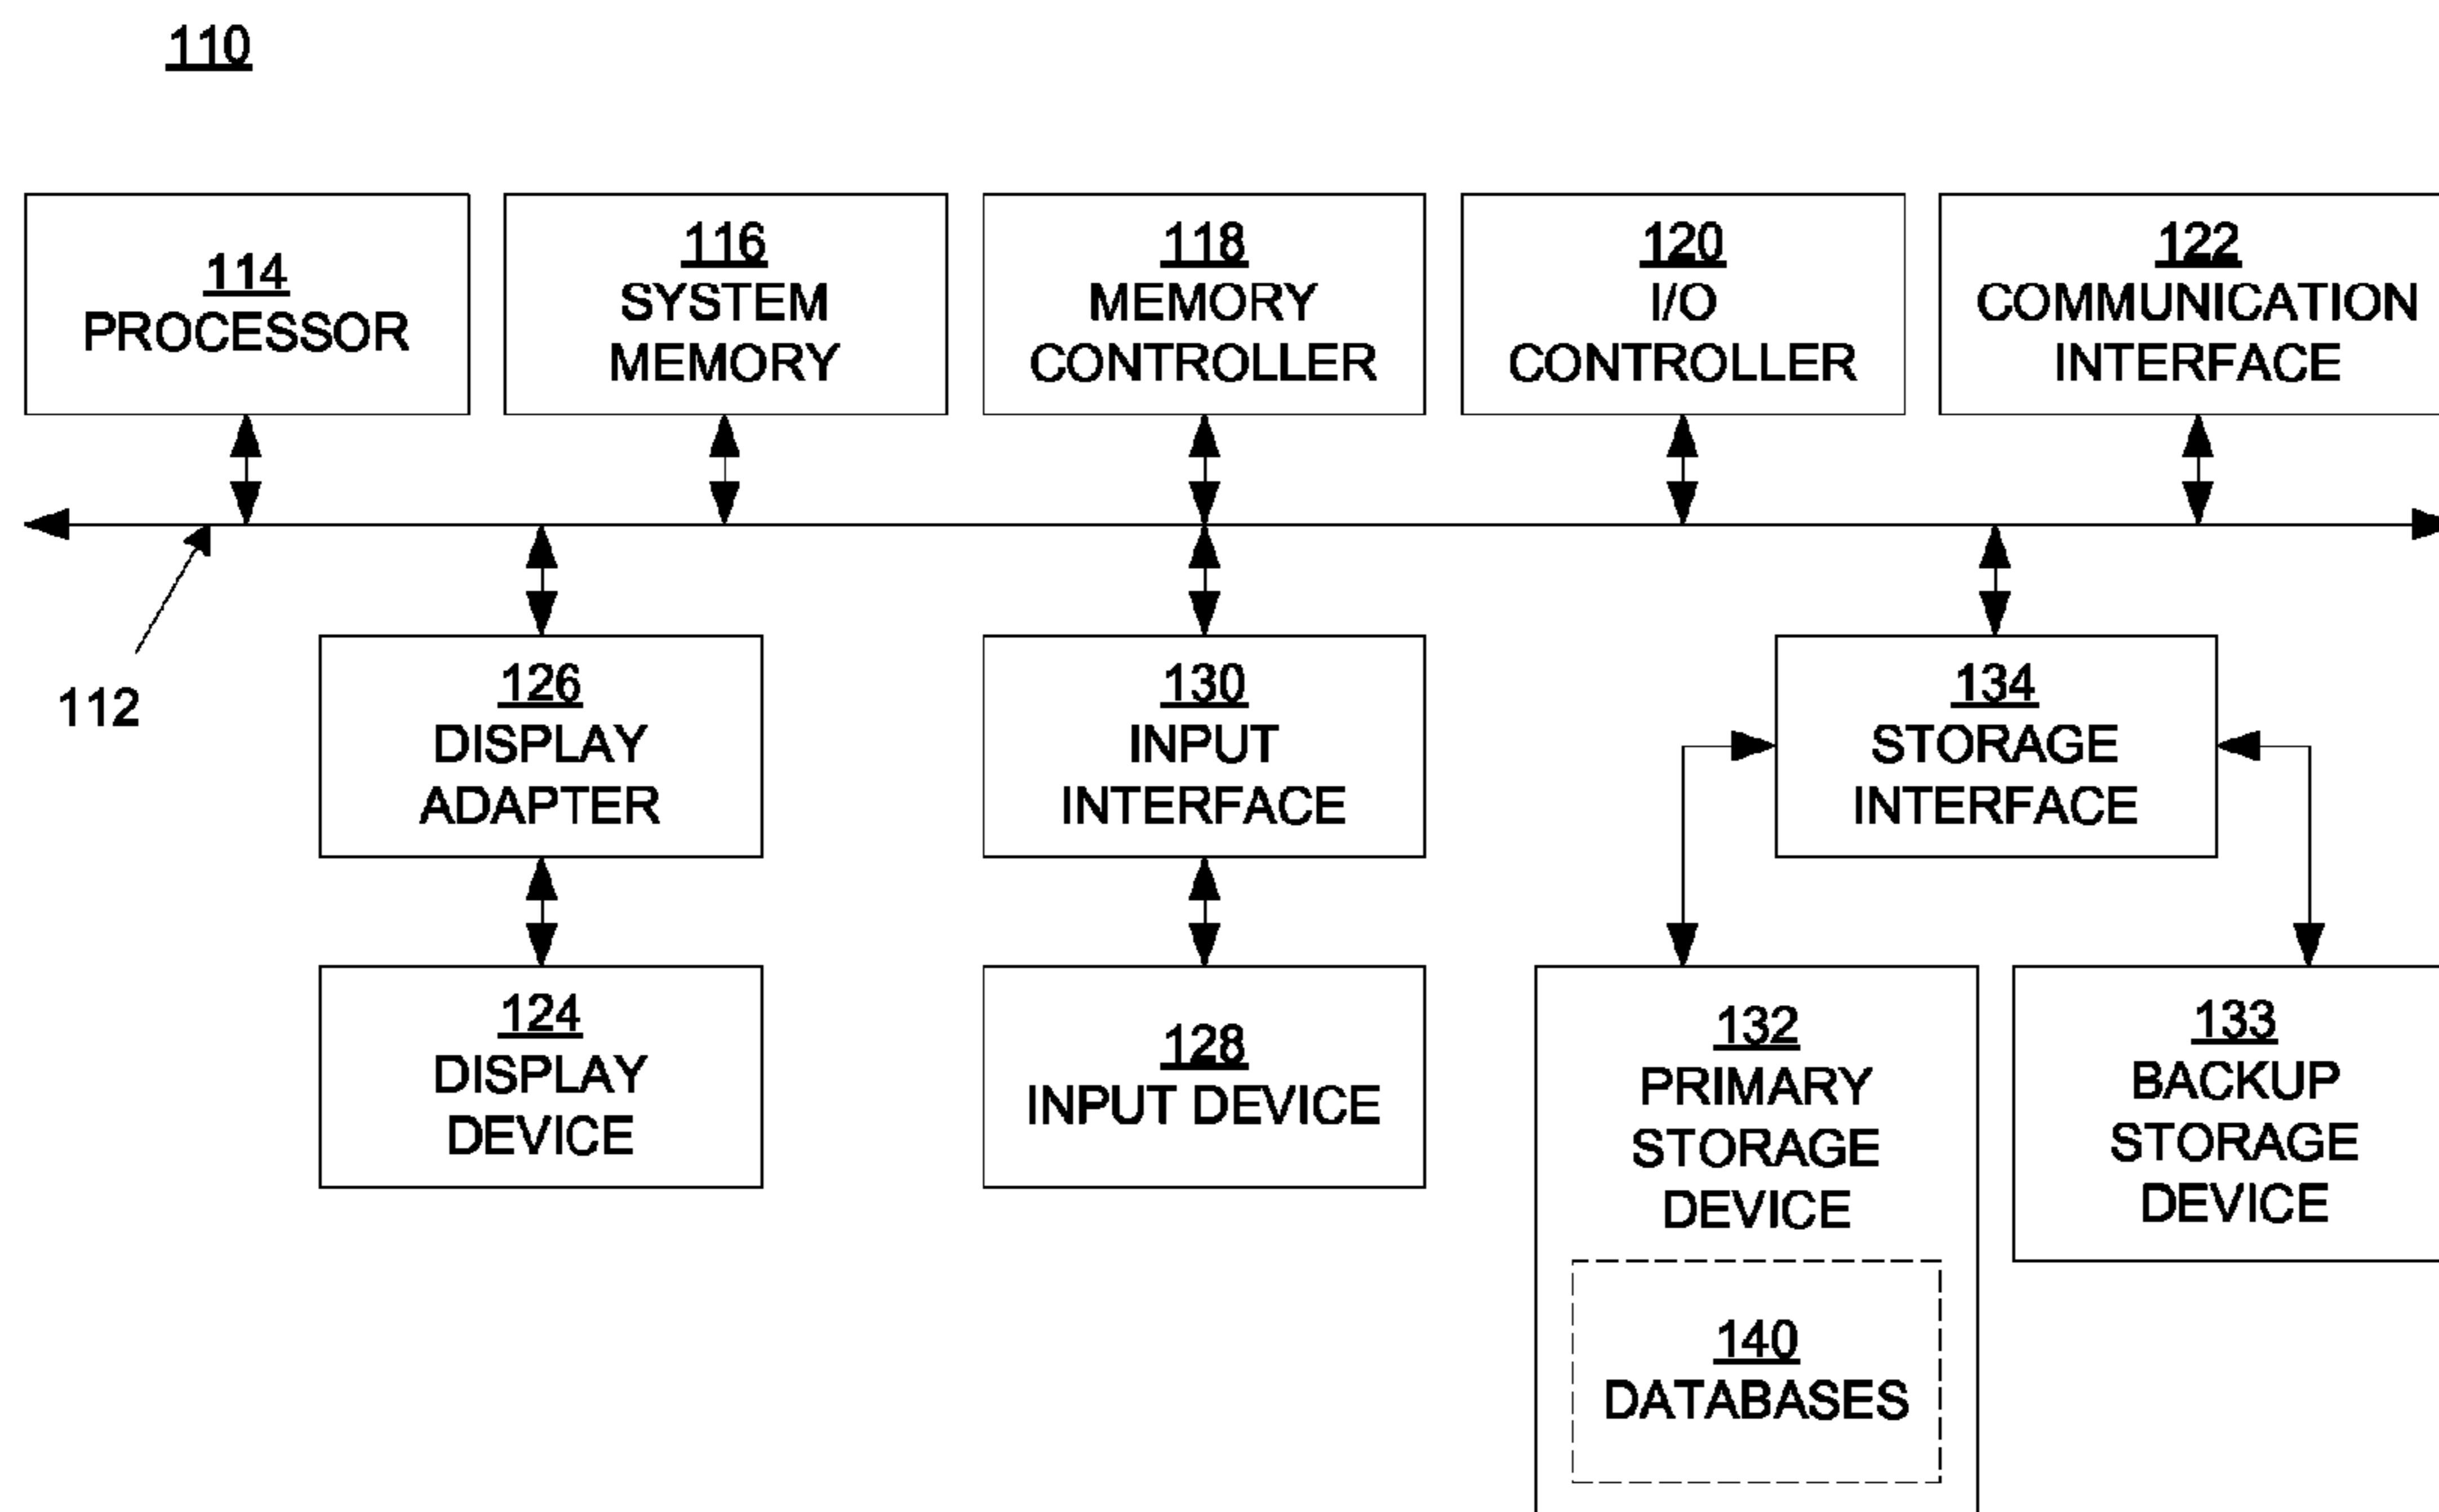 110
114
PROCESSOR
116
SYSTEM
MEMORY
118
MEMORY
CONTROLLER
120
I/O
CONTROLLER
122
COMMUNICATION
INTERFACE
112
126
DISPLAY
ADAPTER
130
INPUT
INTERFACE
134
STORAGE
INTERFACE
124
DISPLAY
DEVICE
128
INPUT DEVICE
132
PRIMARY
STORAGE
DEVICE
133
BACKUP
STORAGE
DEVICE
140
DATABASES